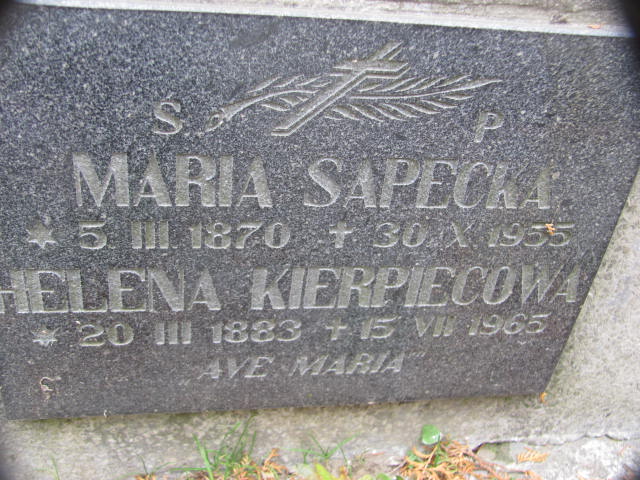 S P
MARIA SAPECKA
* 5 III 1870 † 30 X 1955
HELENA KIERPIECOWA
* 20 III 1883 † 15 VII 1965
„AVE MARIA"